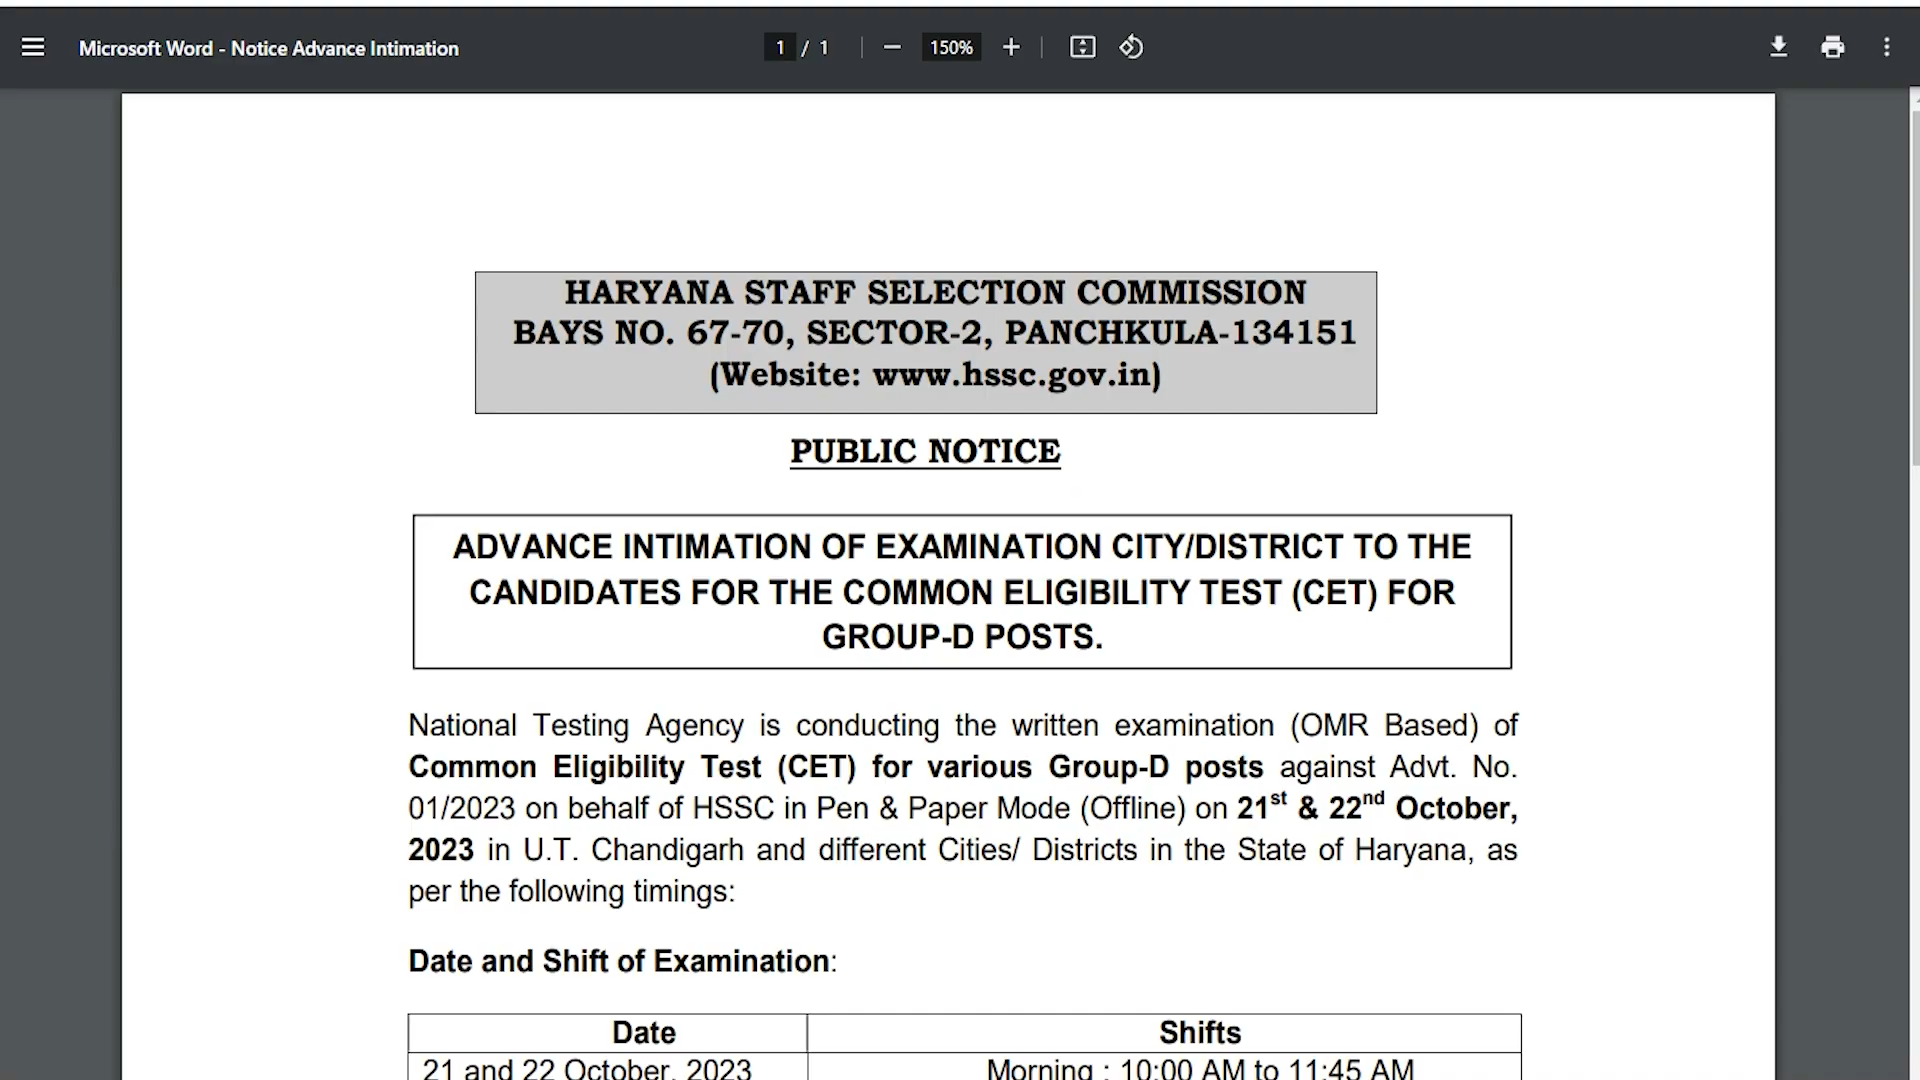 Microsoft Word - Notice Advance Intimation
1 / 1
150%
HARYANA STAFF SELECTION COMMISSION
BAYS NO. 67-70, SECTOR-2, PANCHKULA-134151
(Website: www.hssc.gov.in)
PUBLIC NOTICE
ADVANCE INTIMATION OF EXAMINATION CITY/DISTRICT TO THE
CANDIDATES FOR THE COMMON ELIGIBILITY TEST (CET) FOR
GROUP-D POSTS.
National Testing Agency is conducting the written examination (OMR Based) of
Common Eligibility Test (CET) for various Group-D posts against Advt. No.
01/2023 on behalf of HSSC in Pen & Paper Mode (Offline) on 21st & 22nd October,
2023 in U.T. Chandigarh and different Cities/ Districts in the State of Haryana, as
per the following timings:
Date and Shift of Examination:
Date Shifts
21 and 22 October, 2023 Morning : 10:00 AM to 11:45 AM